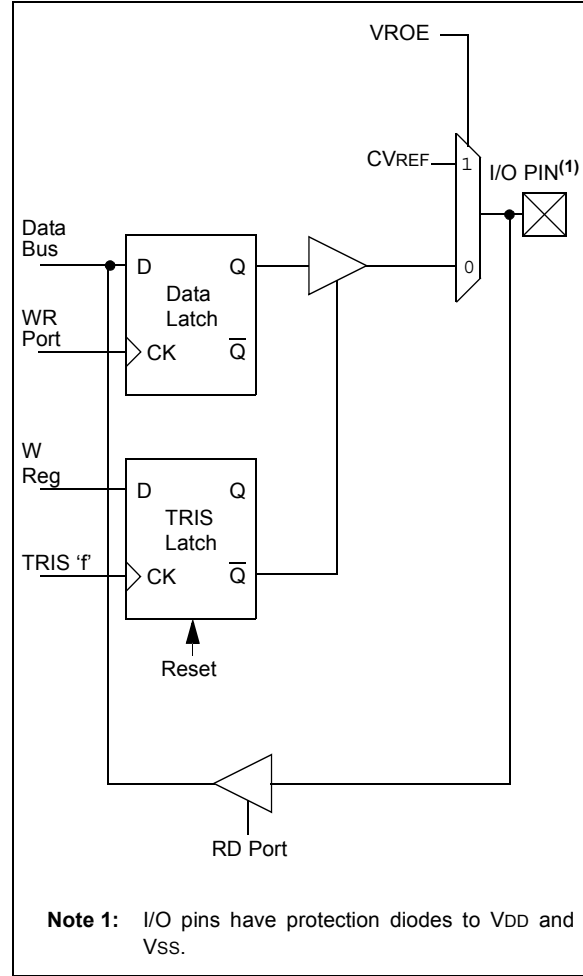 VROE
CVREF
1
I/O PIN(1)
0
Data
Bus
D
Q
Data
Latch
WR
Port
CK
Q
W
Reg
D
Q
TRIS
Latch
TRIS 'f'
CK
Q
Reset
RD Port
Note 1: I/O pins have protection diodes to VDD and
VSS.